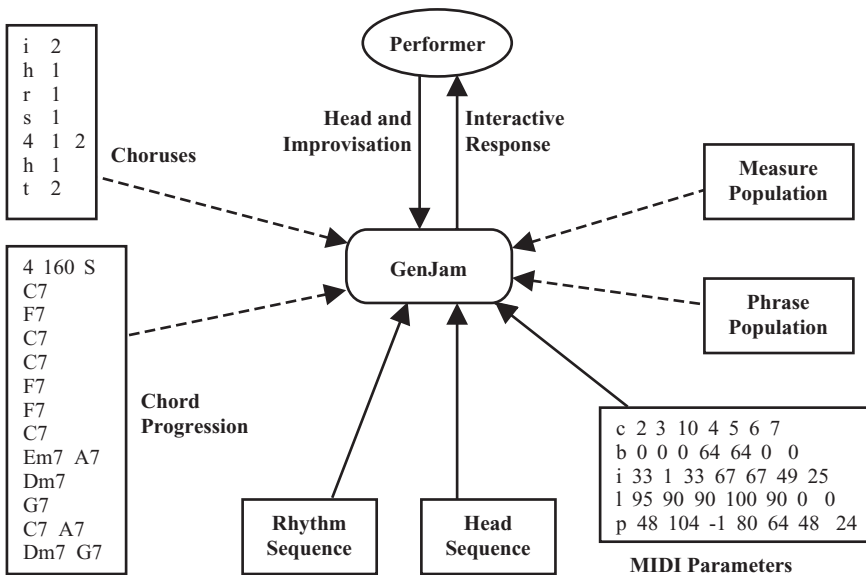 i 2
h 1
r 1
s 1
4 1 2
h 1
t 2
Choruses
Performer
Head and
Improvisation
Interactive
Response
Measure
Population
GenJam
Phrase
Population
4 160 S
C7
F7
C7
C7
F7
F7
C7
Em7 A7
Dm7
G7
C7 A7
Dm7 G7
Chord
Progression
Rhythm
Sequence
Head
Sequence
c 2 3 10 4 5 6 7
b 0 0 0 64 64 0 0
i 33 1 33 67 67 49 25
l 95 90 90 100 90 0 0
p 48 104 -1 80 64 48 24
MIDI Parameters